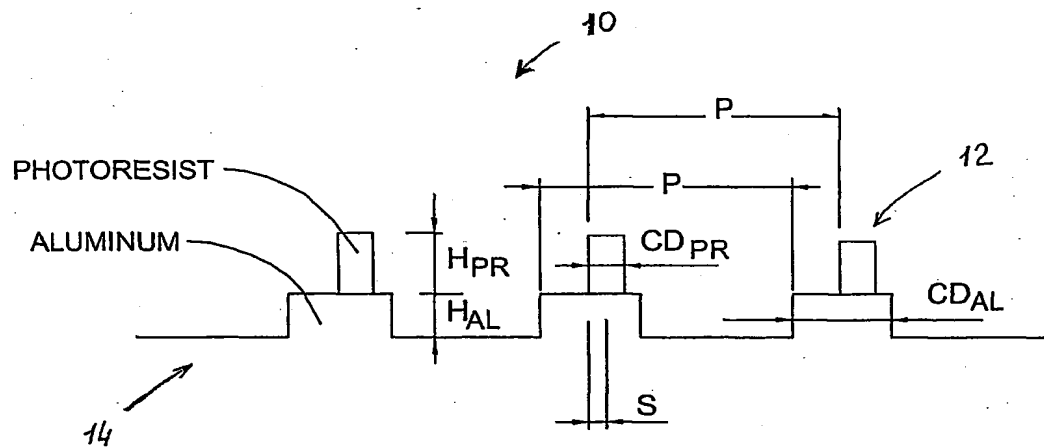 10
P
12
PHOTORESIST
P
ALUMINUM
H_PR
CD_PR
H_AL
CD_AL
S
14